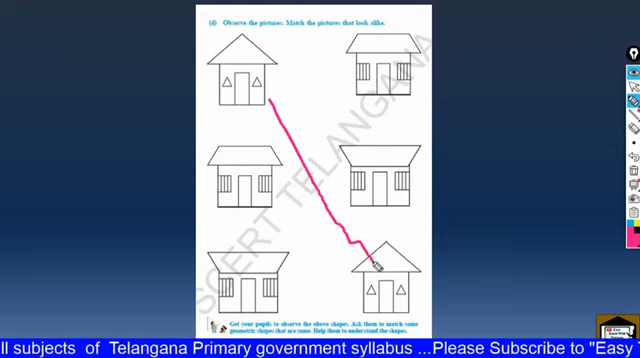 (d) Observe the pictures. Match the pictures that look alike.
SCERT TELANGANA
Get your pupils to observe the above shapes. Ask them to match some
geometric shapes that are same. Help them to understand the shapes.
ll subjects of Telangana Primary government syllabus ...Please Subscribe to "Easy